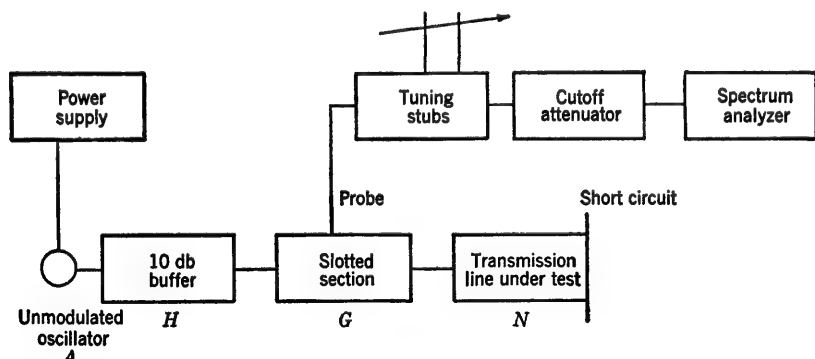 Power
supply
Tuning
stubs
Cutoff
attenuator
Spectrum
analyzer
Probe
Short circuit
10 db
buffer
Slotted
section
Transmission
line under test
Unmodulated
oscillator
A
H
G
N